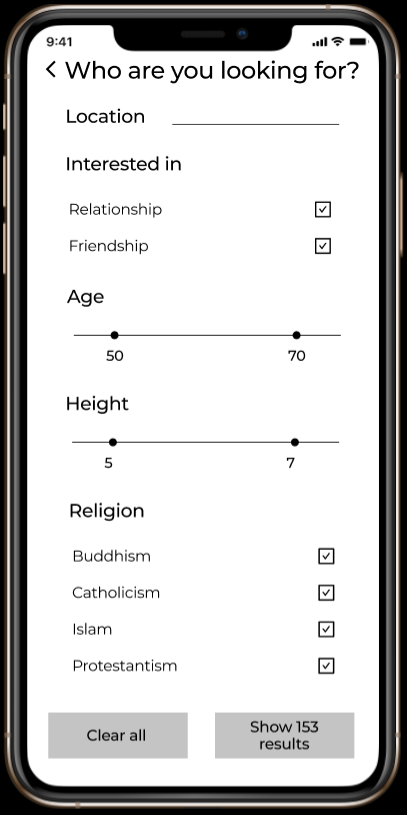 9:41
Who are you looking for?
Location
Interested in
Relationship
Friendship
Age
50 70
Height
5 7
Religion
Buddhism
Catholicism
Islam
Protestantism
Clear all
Show 153
results